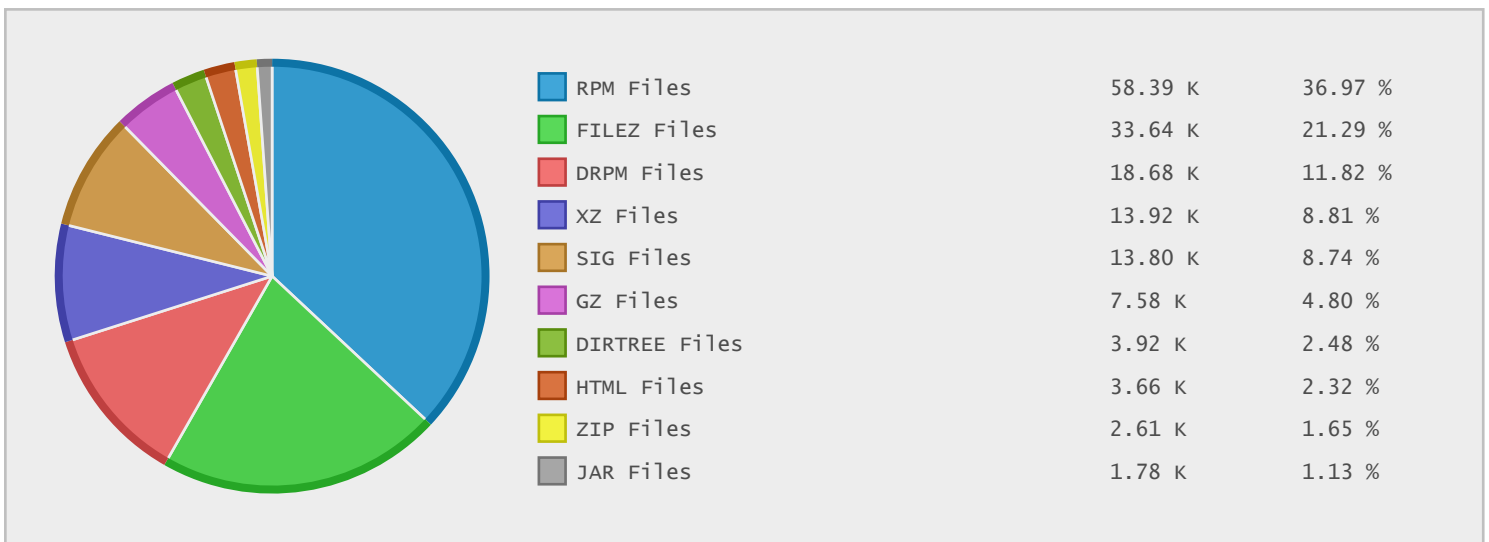 RPM Files 58.39 K 36.97 %
FILEZ Files 33.64 K 21.29 %
DRPM Files 18.68 K 11.82 %
XZ Files 13.92 K 8.81 %
SIG Files 13.80 K 8.74 %
GZ Files 7.58 K 4.80 %
DIRTREE Files 3.92 K 2.48 %
HTML Files 3.66 K 2.32 %
ZIP Files 2.61 K 1.65 %
JAR Files 1.78 K 1.13 %